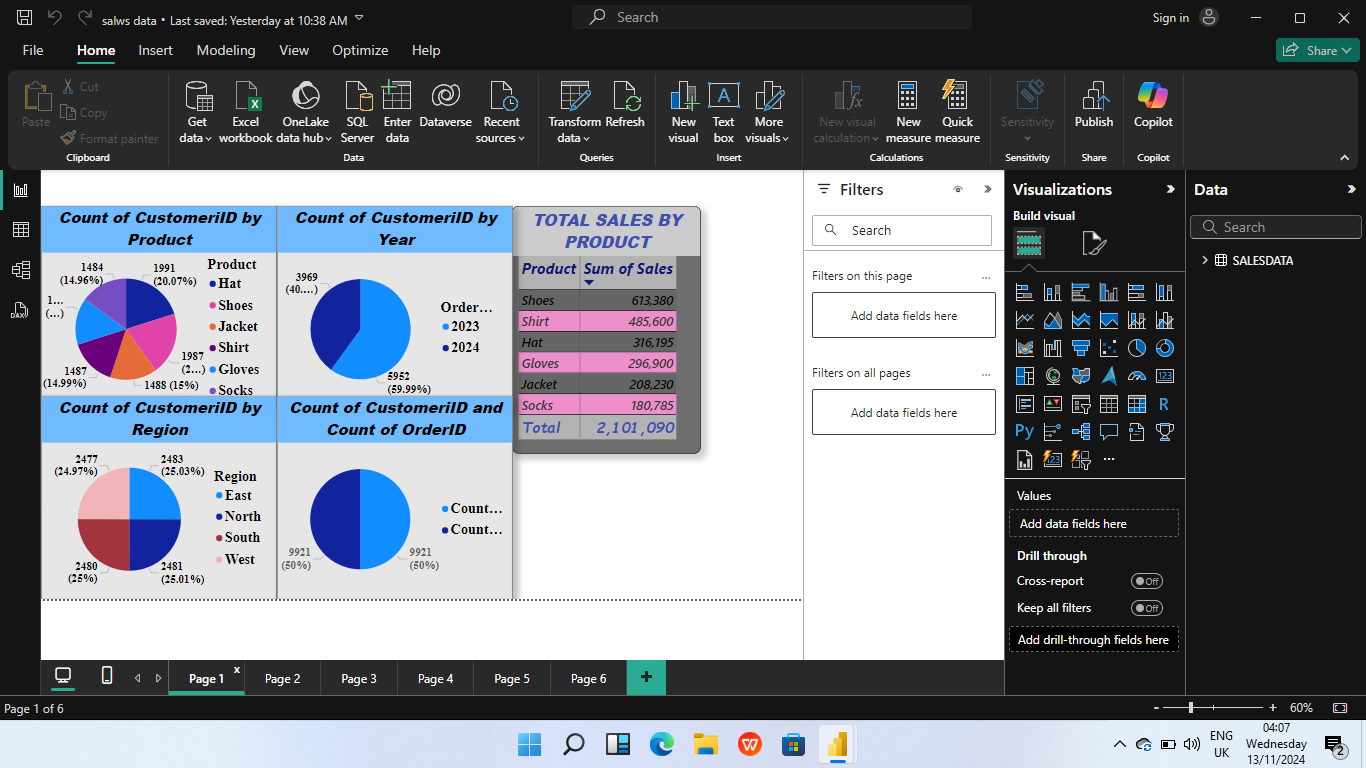 salws data • Last saved: Yesterday at 10:38 AM
Search
Sign in
File
Home
Insert
Modeling
View
Optimize
Help
Share
Paste
Cut
Copy
Format painter
Clipboard
Get
data
Excel
workbook
OneLake
data hub
SQL
Server
Enter
data
Dataverse
Recent
sources
Data
Transform
data
Refresh
Queries
New
visual
Text
box
More
visuals
Insert
New visual
calculation
New
measure
Quick
measure
Calculations
Sensitivity
Sensitivity
Publish
Share
Copilot
Copilot
Count of CustomeriID by
Product
1484
(14.96%)
1991
(20.07%)
1...
(...)
1987
(2...)
1487
(14.99%)
1488 (15%)
Product
Hat
Shoes
Jacket
Shirt
Gloves
Socks
Count of CustomeriID by
Year
3969
(40....)
5952
(59.99%)
Order...
2023
2024
TOTAL SALES BY
PRODUCT
Product Sum of Sales
Shoes 613,380
Shirt 485,600
Hat 316,195
Gloves 296,900
Jacket 208,230
Socks 180,785
Total 2,101,090
Count of CustomeriID by
Region
2477
(24.97%)
2483
(25.03%)
2480
(25%)
2481
(25.01%)
Region
East
North
South
West
Count of CustomeriID and
Count of OrderID
9921
(50%)
9921
(50%)
Count...
Count...
Filters
Search
Filters on this page ...
Add data fields here
Filters on all pages ...
Add data fields here
Visualizations
Build visual
123
R
Py
123
...
Values
Add data fields here
Drill through
Cross-report
Off
Keep all filters
Off
Add drill-through fields here
Data
Search
SALESDATA
DAX
Page 1 x
Page 2
Page 3
Page 4
Page 5
Page 6
+
Page 1 of 6
- + 60%
ENG
UK
04:07
Wednesday
13/11/2024
2